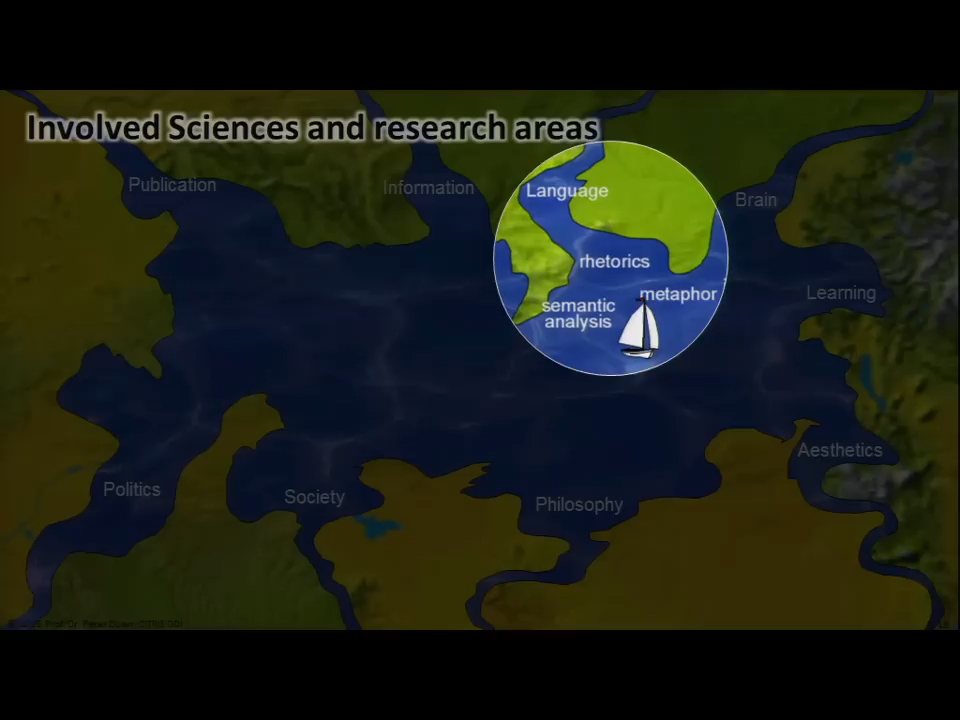 Involved Sciences and research areas
Publication
Information
Language
Brain
rhetorics
metaphor
semantic
analysis
Learning
Aesthetics
Politics
Society
Philosophy